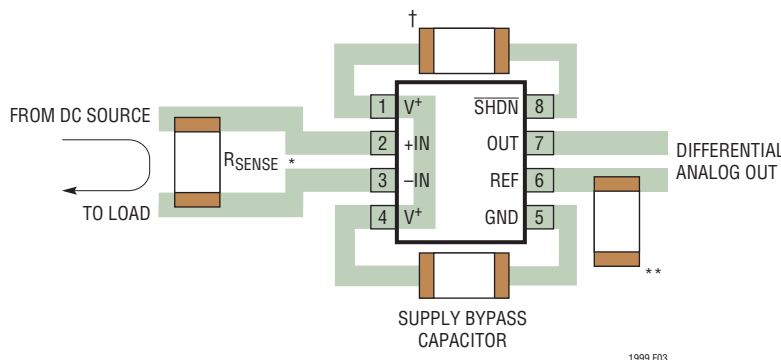 †
1 V+ SHDN 8
FROM DC SOURCE
2 +IN OUT 7
RSENSE *
DIFFERENTIAL
ANALOG OUT
3 –IN REF 6
TO LOAD
4 V+ GND 5
**
SUPPLY BYPASS
CAPACITOR
1999 F03